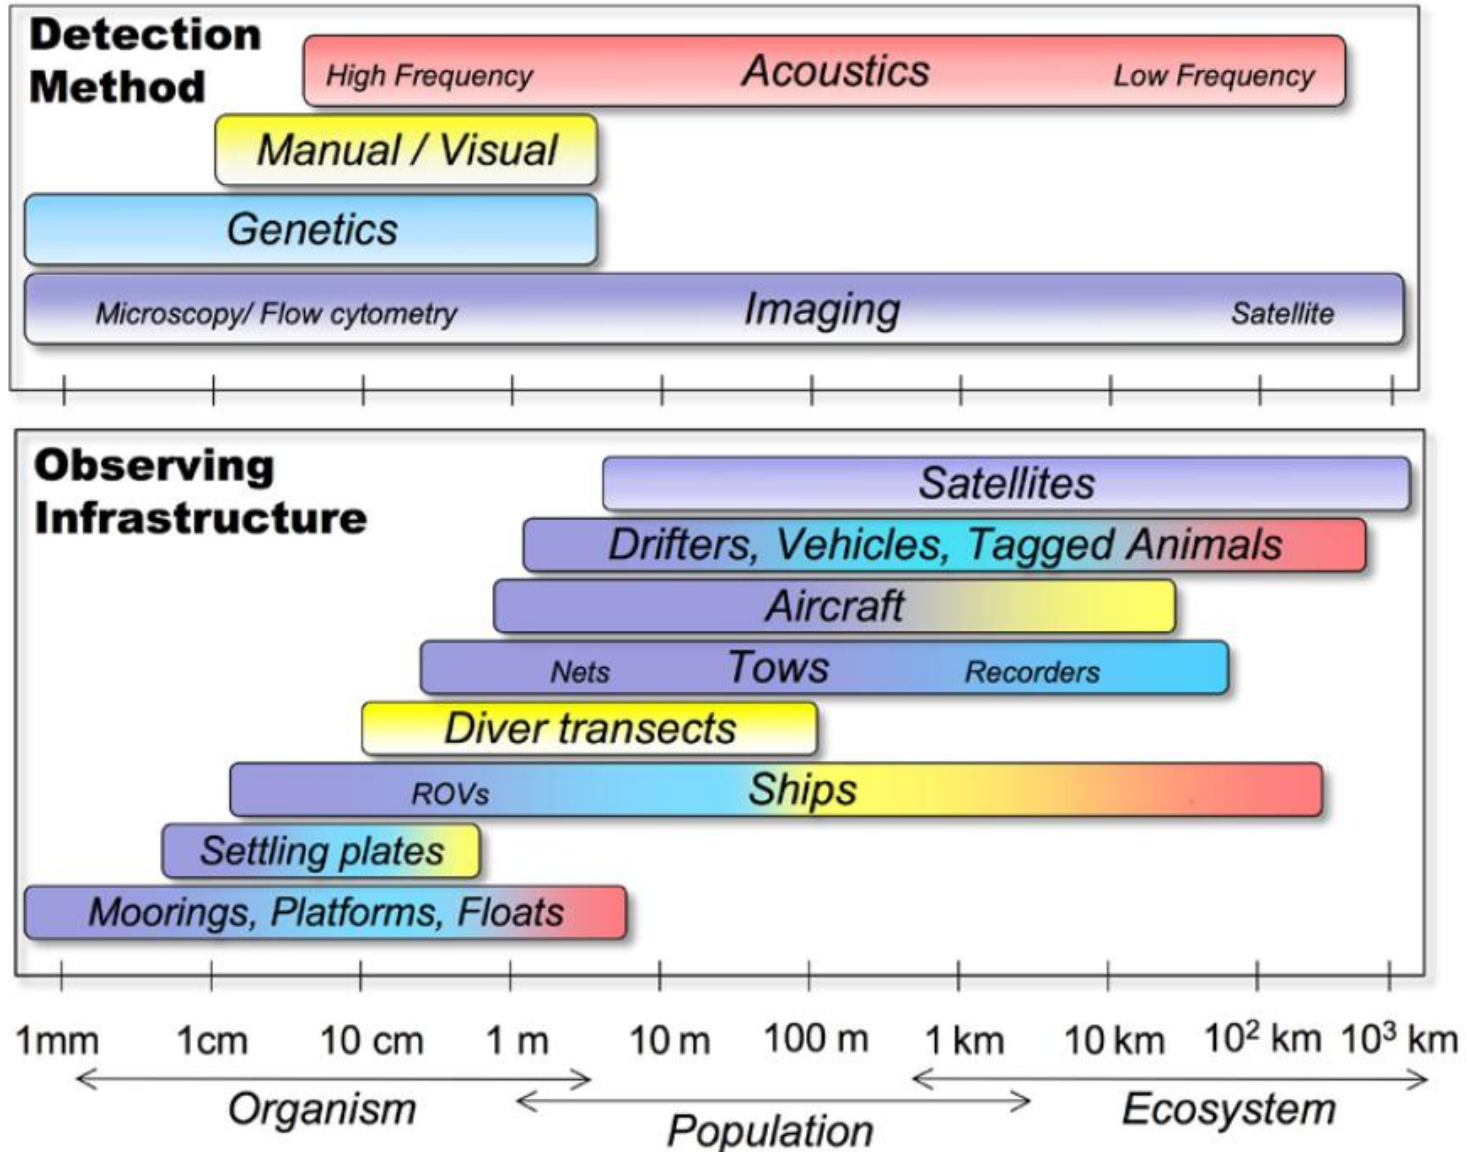 Detection
Method
High Frequency Acoustics Low Frequency
Manual / Visual
Genetics
Microscopy/ Flow cytometry Imaging Satellite
Observing
Infrastructure
Satellites
Drifters, Vehicles, Tagged Animals
Aircraft
Nets Tows Recorders
Diver transects
ROVs Ships
Settling plates
Moorings, Platforms, Floats
1mm 1cm 10 cm 1 m 10 m 100 m 1 km 10 km 10² km 10³ km
Organism Population Ecosystem